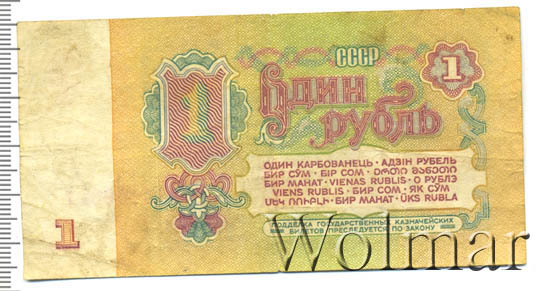 СССР
1
1
Один
рубль
ОДИН КАРБОВАНЕЦЬ · АДЗІН РУБЕЛЬ
БИР СЎМ · БІР СОМ · ᲔᲠᲗᲘ ᲛᲐᲜᲔᲗᲘ
БИР МАНАТ · VIENAS RUBLIS · О РУБЛЭ
VIENS RUBLIS · БИР СОМ · ЯК СЎМ
ՄԵԿ ՌՈՒԲԼԻ · БИР МАНАТ · ÜKS RUBLA
1
ПОДДЕЛКА ГОСУДАРСТВЕННЫХ КАЗНАЧЕЙСКИХ
БИЛЕТОВ ПРЕСЛЕДУЕТСЯ ПО ЗАКОНУ
Wolmar